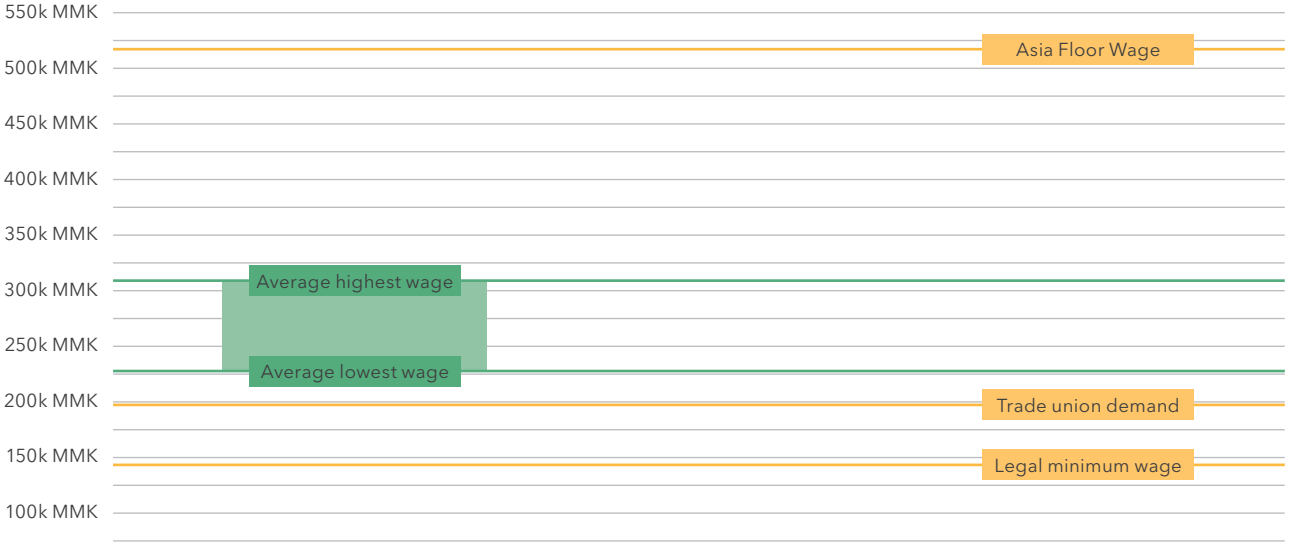 550k MMK
Asia Floor Wage
500k MMK
450k MMK
400k MMK
350k MMK
Average highest wage
300k MMK
250k MMK
Average lowest wage
200k MMK
Trade union demand
150k MMK
Legal minimum wage
100k MMK